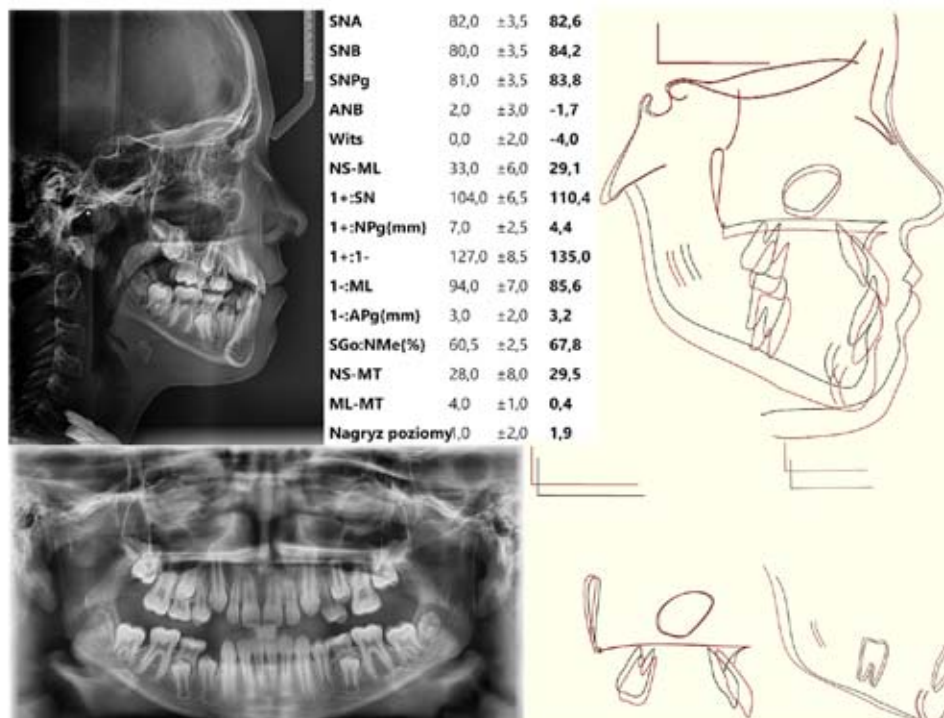 SNA 82,0 ±3,5 82,6
SNB 80,0 ±3,5 84,2
SNPg 81,0 ±3,5 83,8
ANB 2,0 ±3,0 -1,7
Wits 0,0 ±2,0 -4,0
NS-ML 33,0 ±6,0 29,1
1+:SN 104,0 ±6,5 110,4
1+:NPg(mm) 7,0 ±2,5 4,4
1+:1- 127,0 ±8,5 135,0
1-:ML 94,0 ±7,0 85,6
1-:APg(mm) 3,0 ±2,0 3,2
SGo:NMe(%) 60,5 ±2,5 67,8
NS-MT 28,0 ±8,0 29,5
ML-MT 4,0 ±1,0 0,4
Nagryz poziomy 1,0 ±2,0 1,9